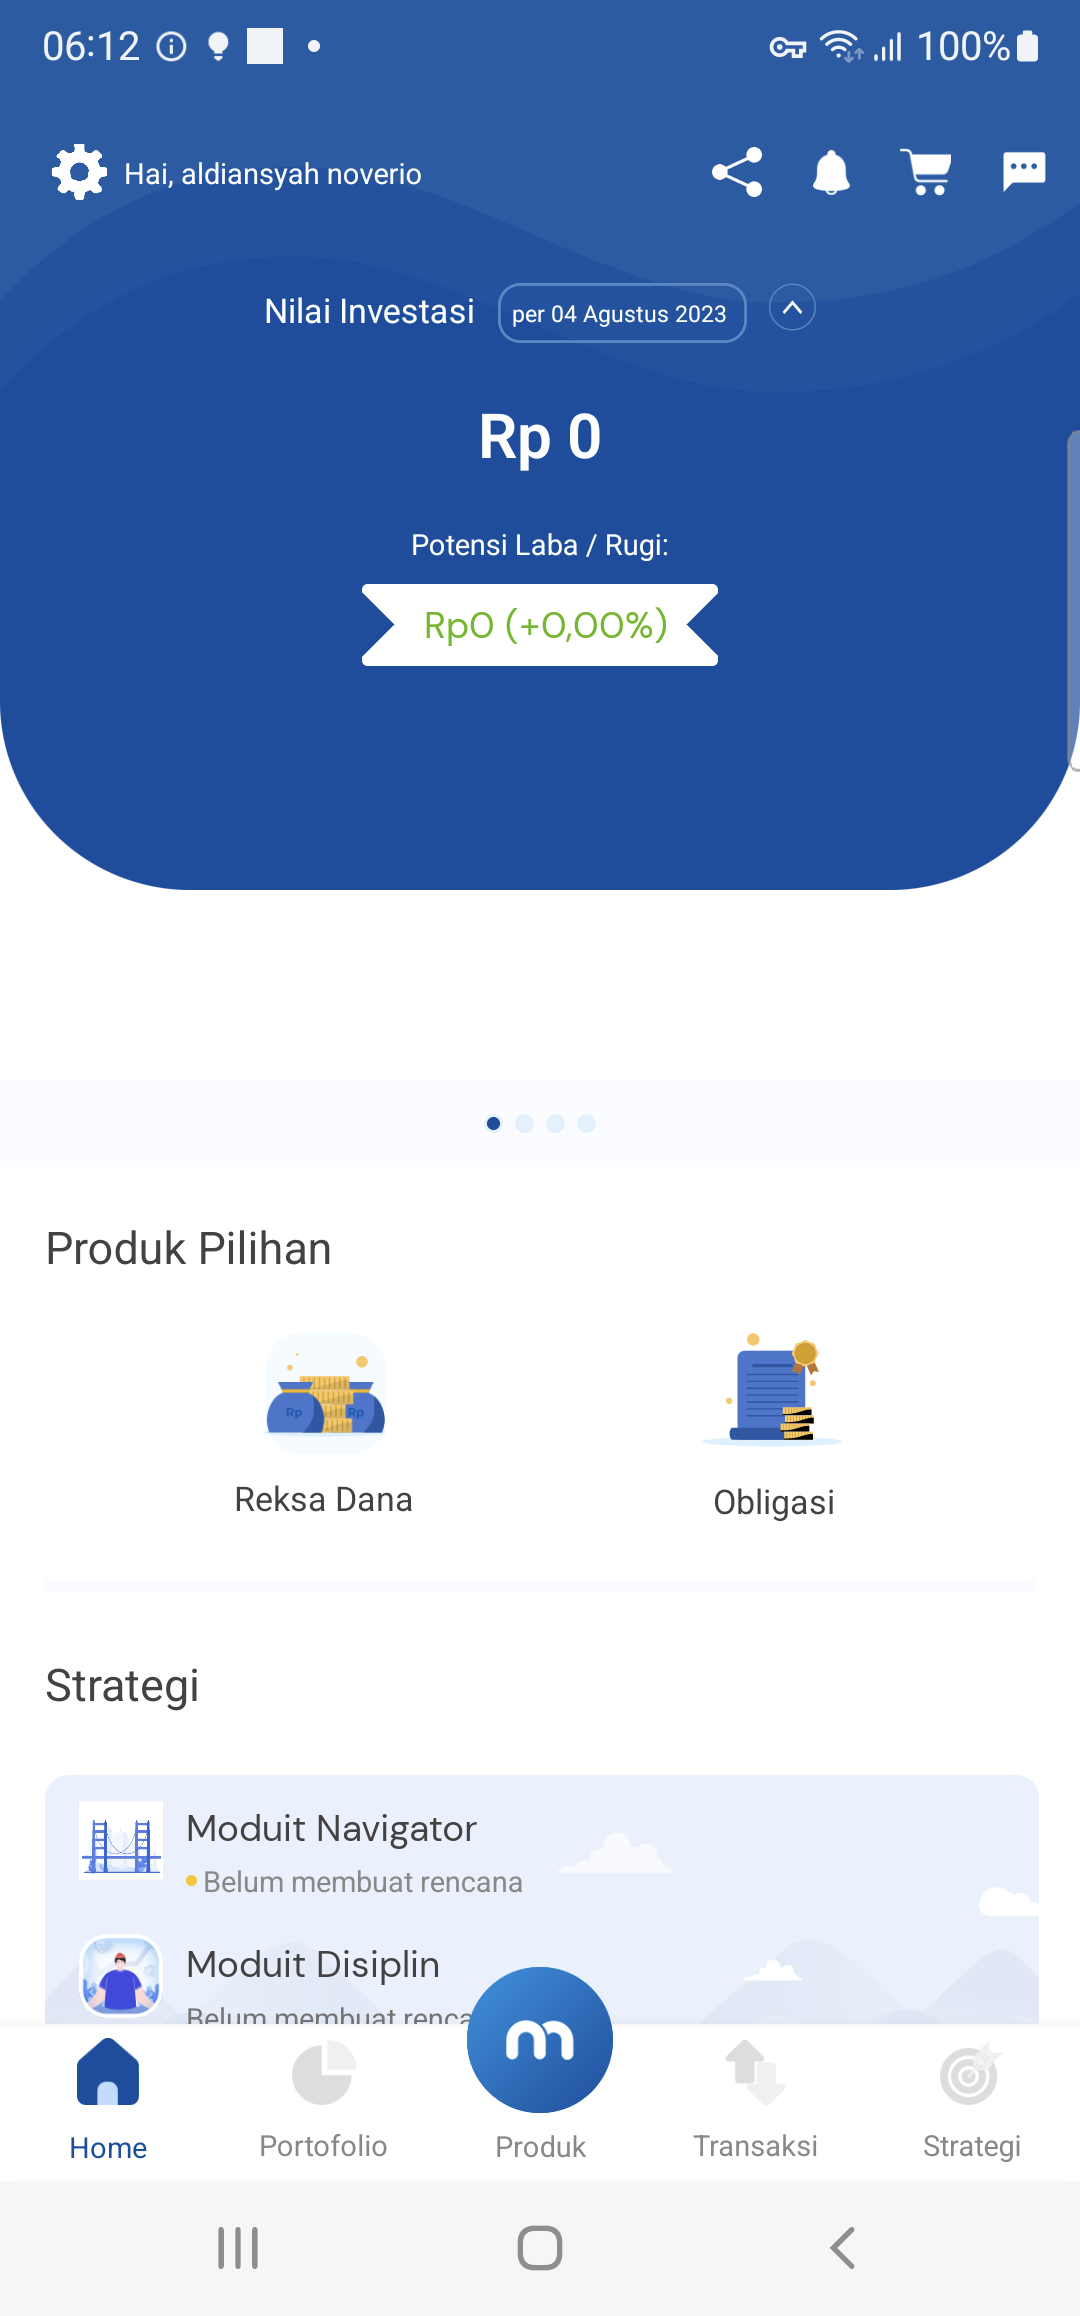 06:12
100%
Hai, aldiansyah noverio
Nilai Investasi
per 04 Agustus 2023
Rp 0
Potensi Laba / Rugi:
Rp0 (+0,00%)
Produk Pilihan
Rp
Rp
Reksa Dana
Obligasi
Strategi
Moduit Navigator
Belum membuat rencana
Moduit Disiplin
Belum membuat
m
Home
Portofolio
Produk
Transaksi
Strategi